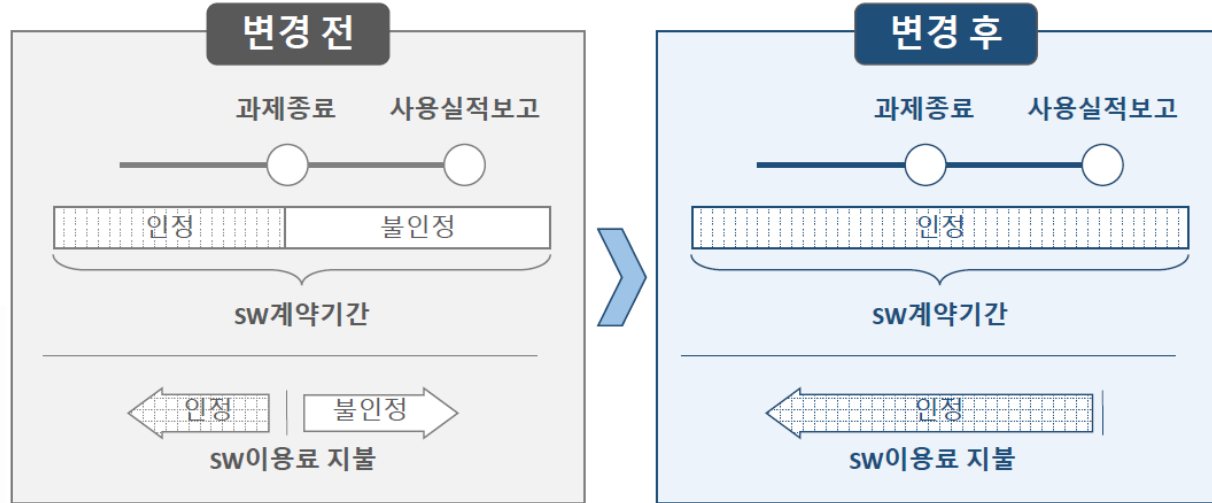 변경 전
과제종료 사용실적보고
인정 불인정
SW계약기간
인정 불인정
SW이용료 지불
변경 후
과제종료 사용실적보고
인정
SW계약기간
인정
SW이용료 지불